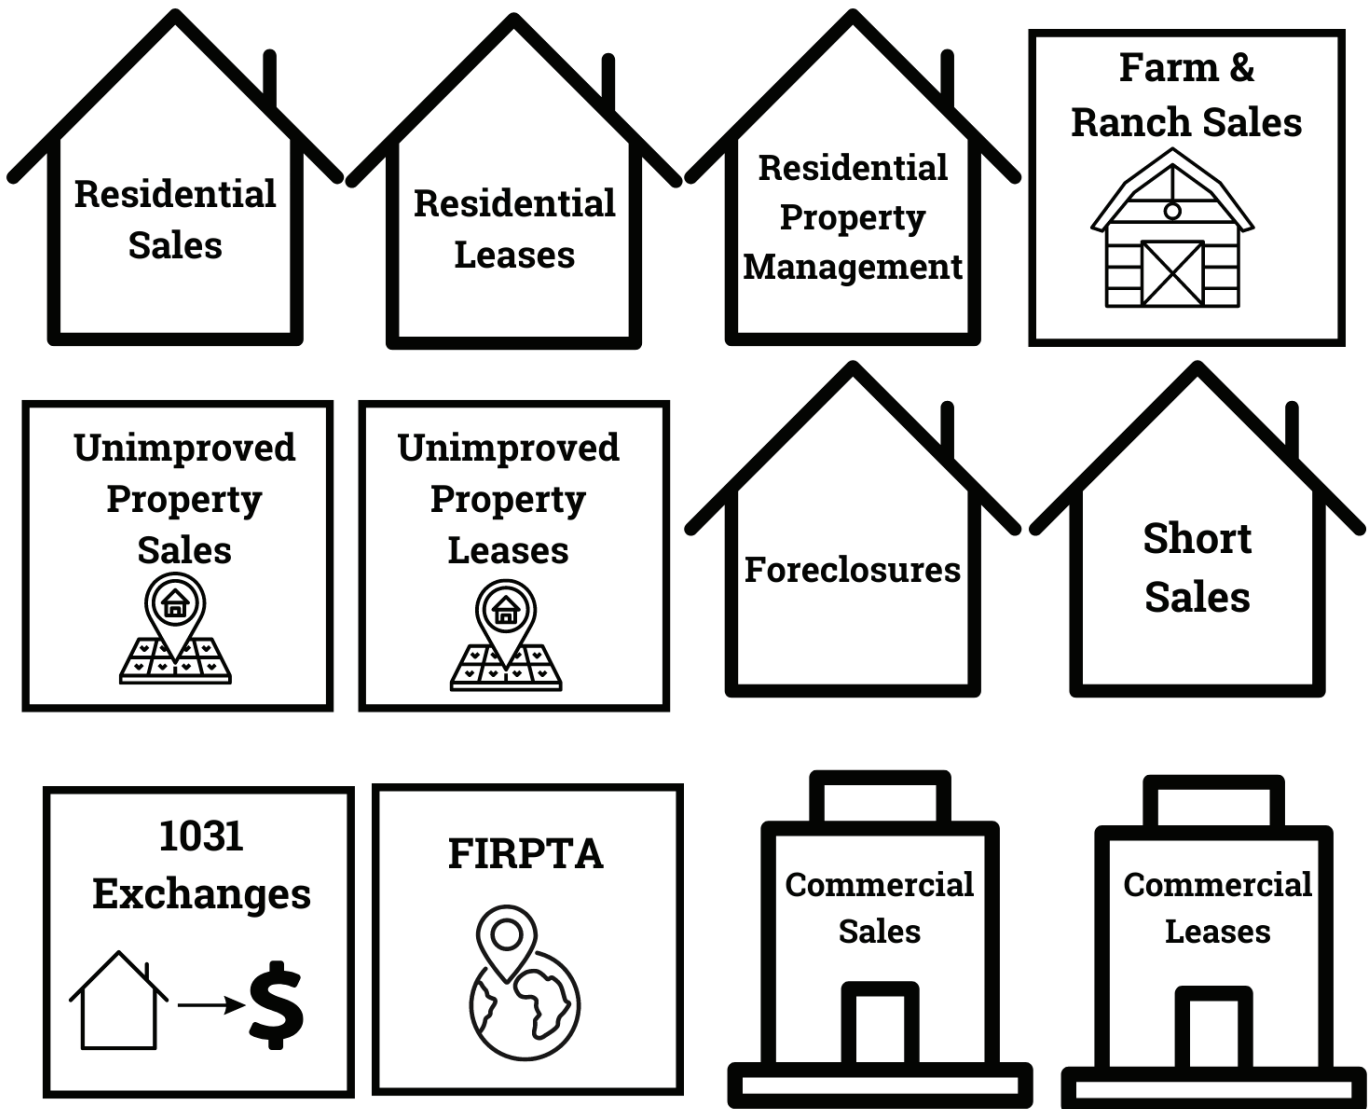 Residential
Sales
Residential
Leases
Residential
Property
Management
Farm &
Ranch Sales
Unimproved
Property
Sales
Unimproved
Property
Leases
Foreclosures
Short
Sales
1031
Exchanges
$
FIRPTA
Commercial
Sales
Commercial
Leases